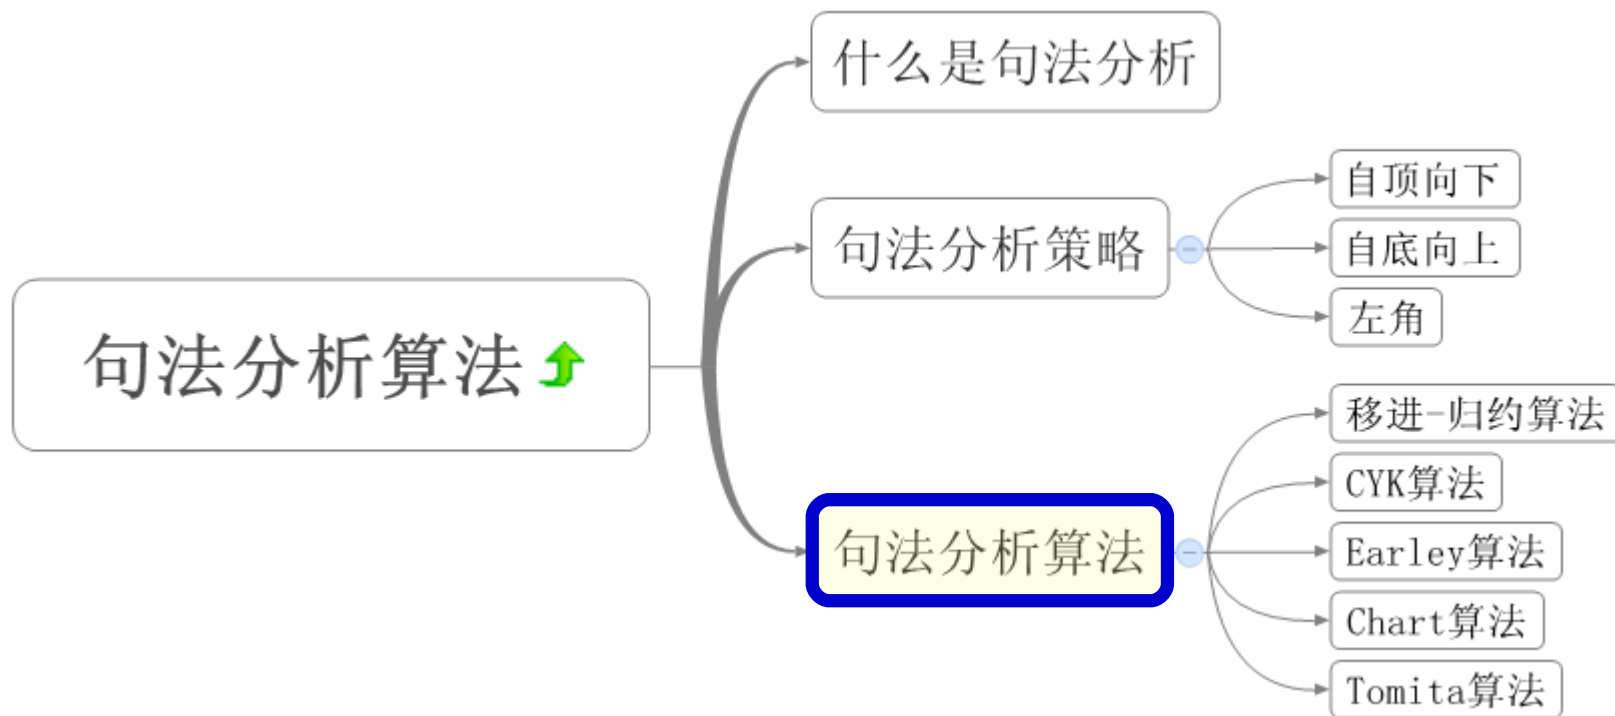 什么是句法分析
自顶向下
句法分析策略
自底向上
左角
句法分析算法
移进-归约算法
CYK算法
句法分析算法
Earley算法
Chart算法
Tomita算法